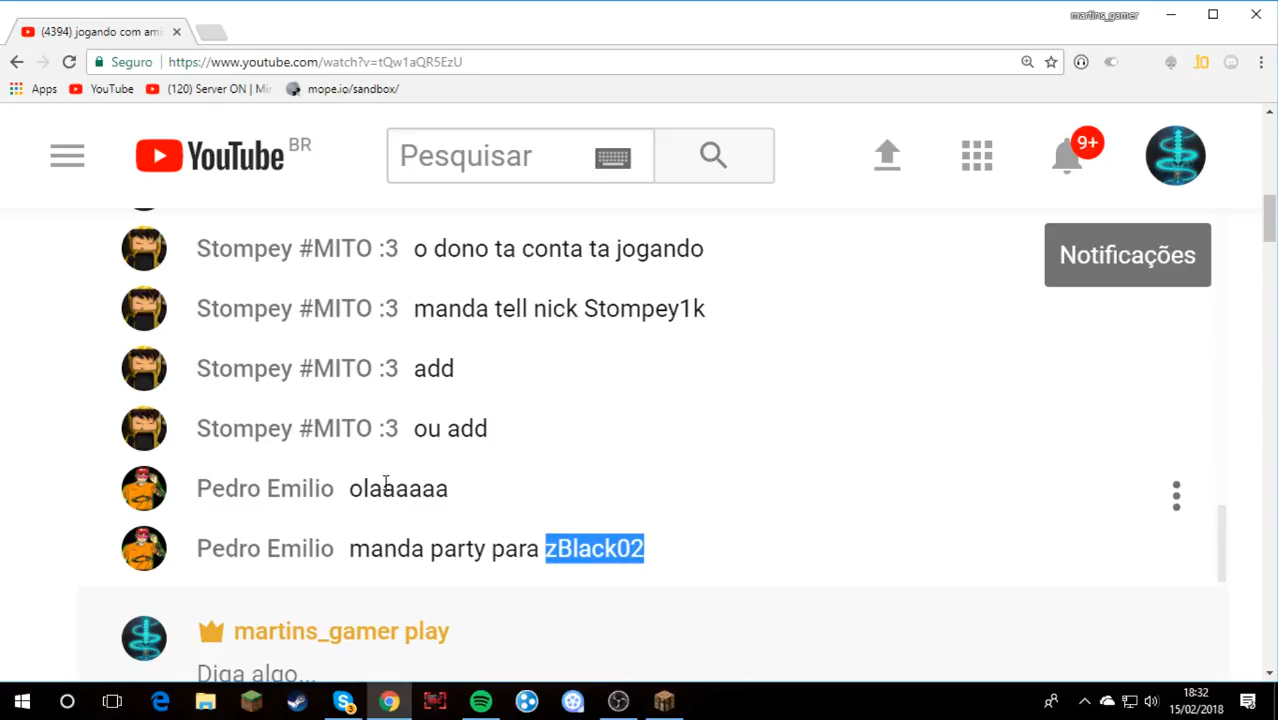 (4394) jogando com ami
martins_gamer
Seguro
https://www.youtube.com/watch?v=tQw1aQR5EzU
Apps
YouTube
(120) Server ON | Mi
mope.io/sandbox/
YouTube BR
Pesquisar
9+
Notificações
Stompey #MITO :3 o dono ta conta ta jogando
Stompey #MITO :3 manda tell nick Stompey1k
Stompey #MITO :3 add
Stompey #MITO :3 ou add
Pedro Emilio olaaaaaa
Pedro Emilio manda party para zBlack02
martins_gamer play
Diga algo...
3
18:32
15/02/2018